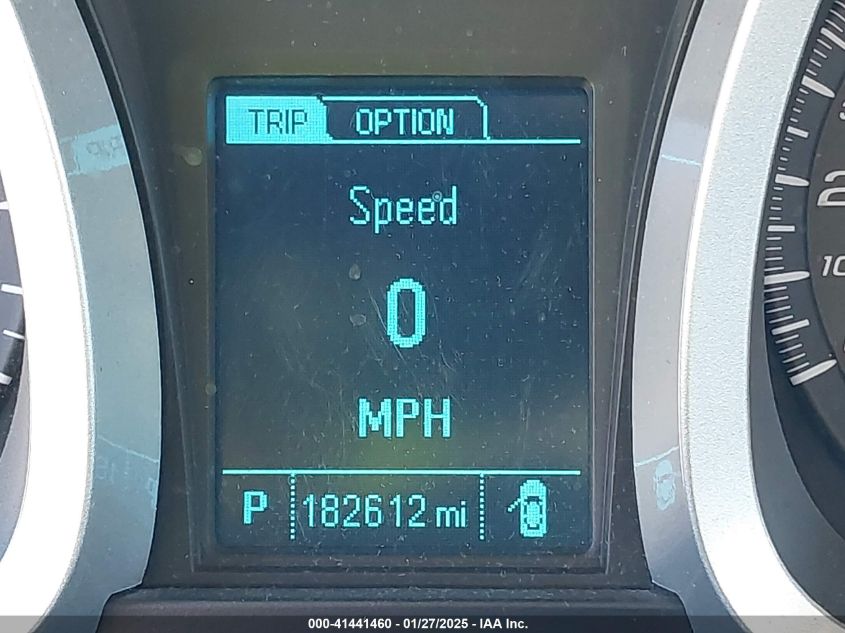 TRIP OPTION
Speed
0
MPH
P 182612 mi
000-41441460 - 01/27/2025 - IAA Inc.